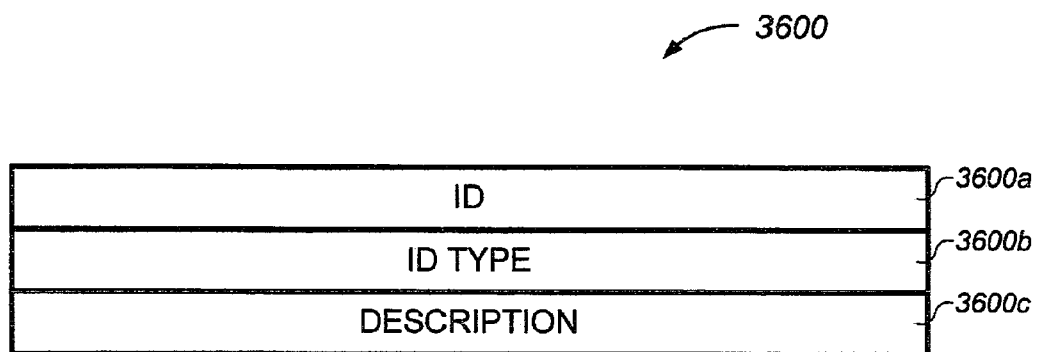 3600
ID
3600a
ID TYPE
3600b
DESCRIPTION
3600c